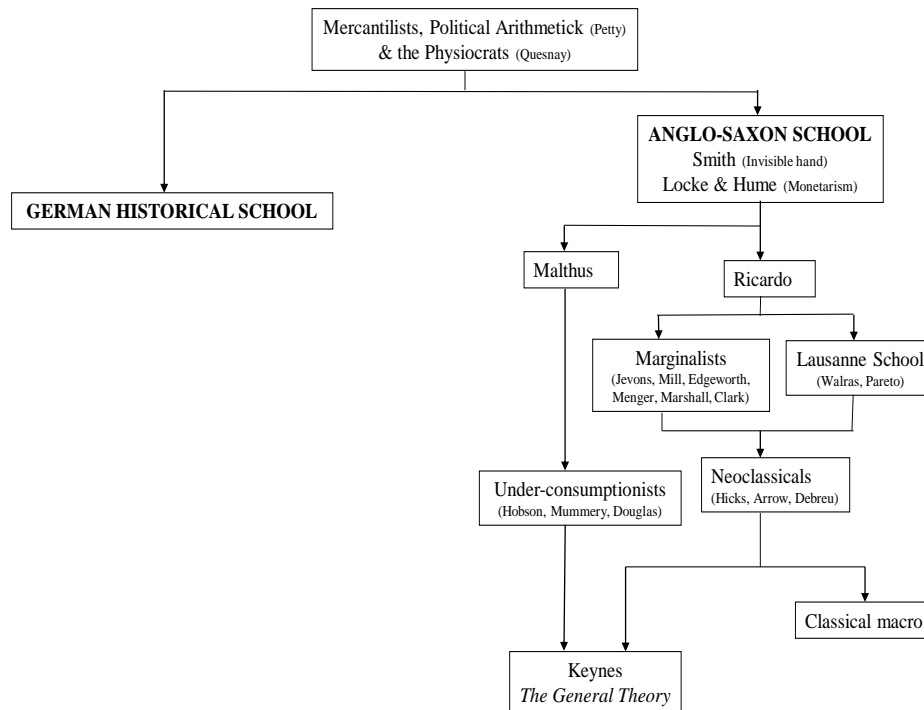 Mercantilists, Political Arithmetick (Petty)
& the Physiocrats (Quesnay)
ANGLO-SAXON SCHOOL
Smith (Invisible hand)
Locke & Hume (Monetarism)
GERMAN HISTORICAL SCHOOL
Malthus
Ricardo
Marginalists
(Jevons, Mill, Edgeworth,
Menger, Marshall, Clark)
Lausanne School
(Walras, Pareto)
Under-consumptionists
(Hobson, Mummery, Douglas)
Neoclassicals
(Hicks, Arrow, Debreu)
Classical macro
Keynes
The General Theory